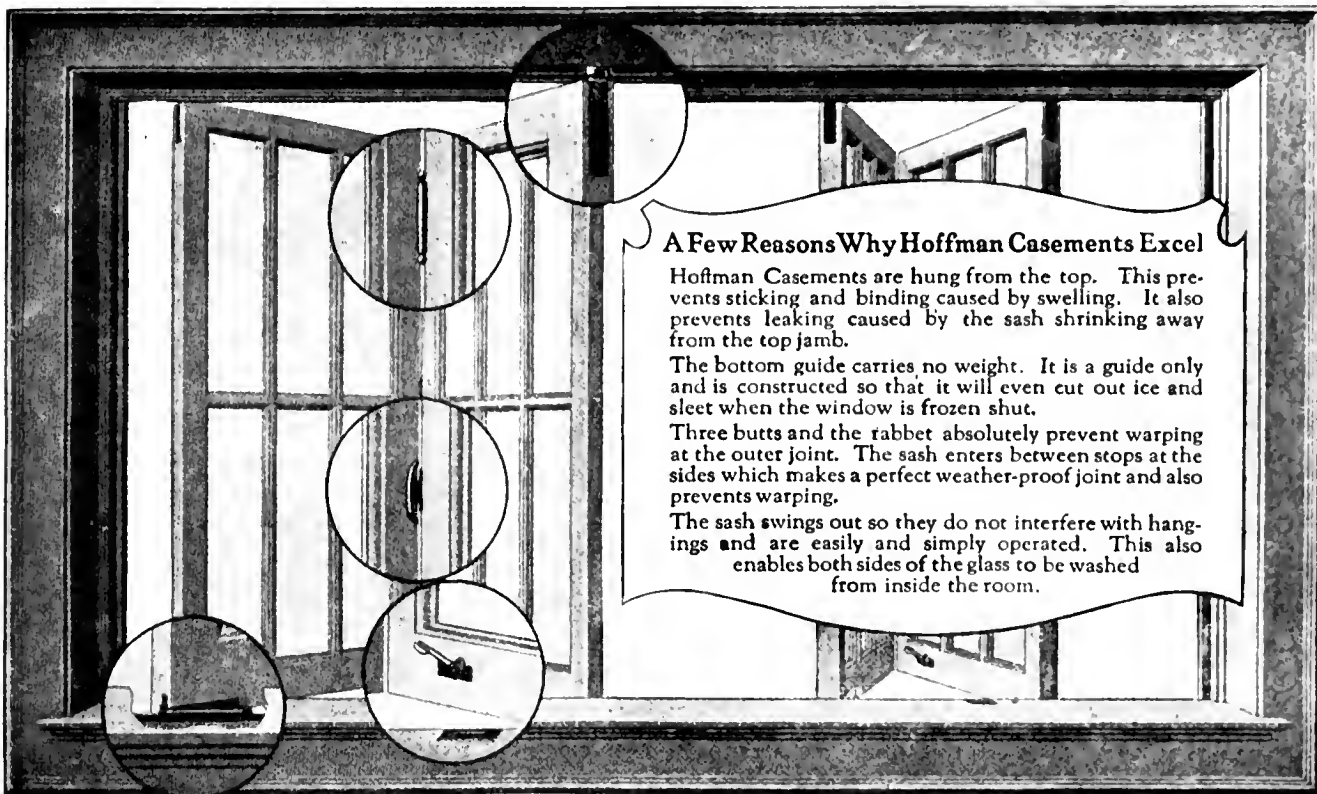 A Few Reasons Why Hoffman Casements Excel
Hoffman Casements are hung from the top. This pre-
vents sticking and binding caused by swelling. It also
prevents leaking caused by the sash shrinking away
from the top jamb.
The bottom guide carries no weight. It is a guide only
and is constructed so that it will even cut out ice and
sleet when the window is frozen shut.
Three butts and the rabbet absolutely prevent warping
at the outer joint. The sash enters between stops at the
sides which makes a perfect weather-proof joint and also
prevents warping.
The sash swings out so they do not interfere with hang-
ings and are easily and simply operated. This also
enables both sides of the glass to be washed
from inside the room.